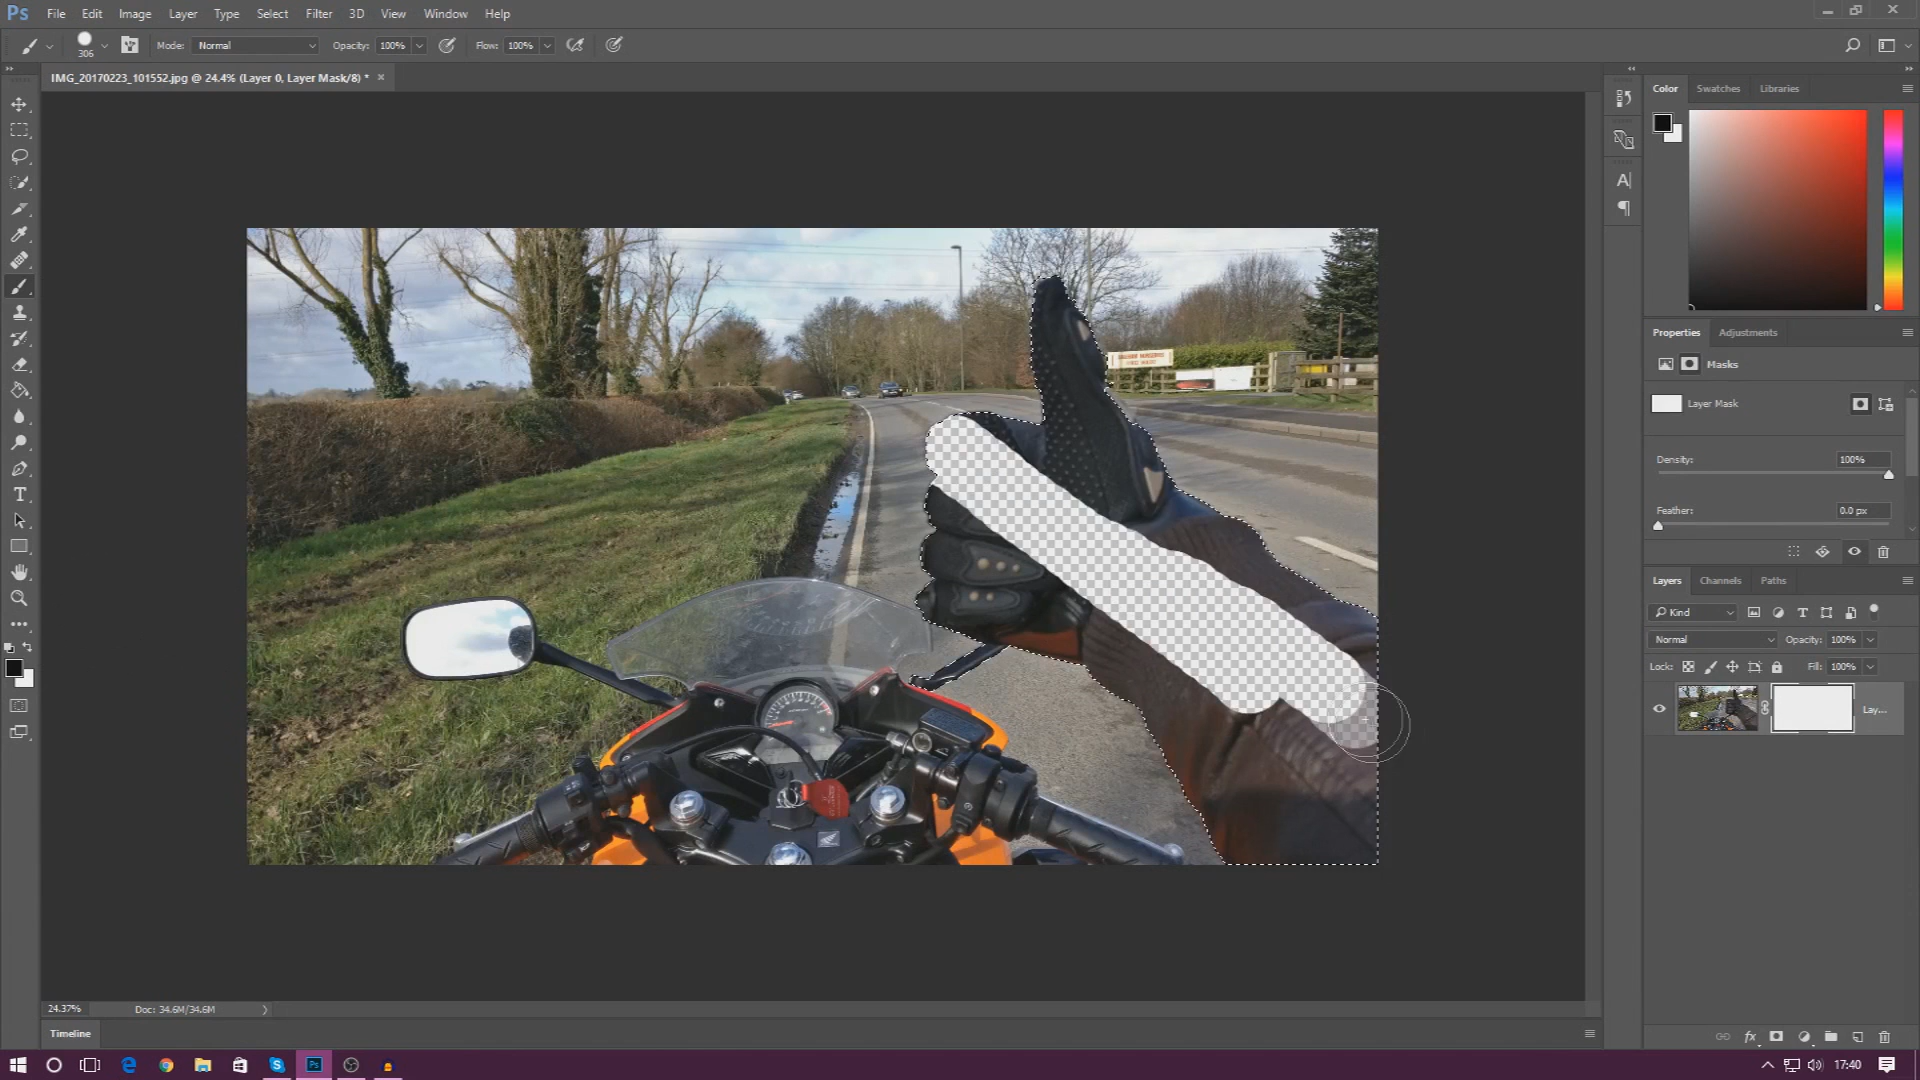 Ps File Edit Image Layer Type Select Filter 3D View Window Help
306 Mode: Normal Opacity: 100% Flow: 100%
IMG_20170223_101552.jpg @ 24.4% (Layer 0, Layer Mask/8) * ×
Color Swatches Libraries
Properties Adjustments
Masks
Layer Mask
Density: 100%
Feather: 0.0 px
Layers Channels Paths
Kind
Normal Opacity: 100%
Lock: Fill: 100%
Lay...
24.37% Doc: 34.6M/34.6M
Timeline
17:40